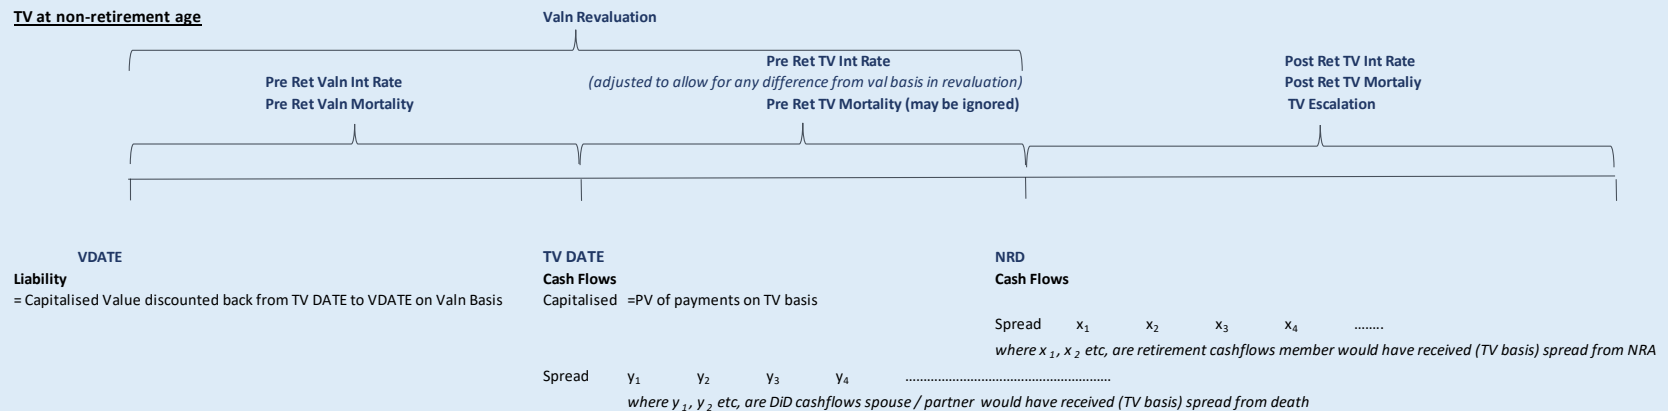 TV at non-retirement age
Valn Revaluation
Pre Ret TV Int Rate
Post Ret TV Int Rate
Pre Ret Valn Int Rate
(adjusted to allow for any difference from val basis in revaluation)
Post Ret TV Mortaliy
Pre Ret Valn Mortality
Pre Ret TV Mortality (may be ignored)
TV Escalation
VDATE
TV DATE
NRD
Liability
Cash Flows
Cash Flows
= Capitalised Value discounted back from TV DATE to VDATE on Valn Basis
Capitalised =PV of payments on TV basis
Spread x₁ x₂ x₃ x₄ ........
where x ₁, x ₂ etc, are retirement cashflows member would have received (TV basis) spread from NRA
Spread y₁ y₂ y₃ y₄ .........................................................
where y ₁, y ₂ etc, are DiD cashflows spouse / partner would have received (TV basis) spread from death